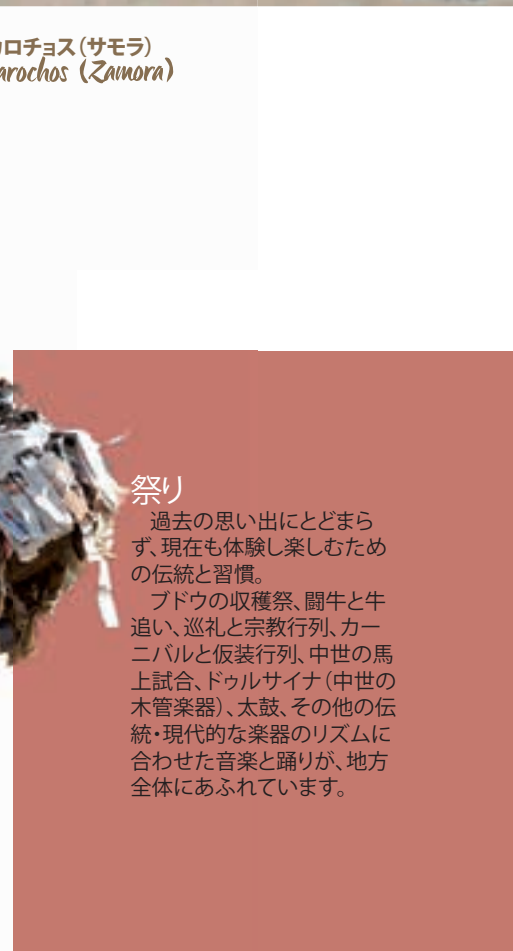 ロチョス（サモラ）
arochos (Zamora)
祭り
過去の思い出にとどまら
ず、現在も体験し楽しむため
の伝統と習慣。
ブドウの収穫祭、闘牛と牛
追い、巡礼と宗教行列、カー
ニバルと仮装行列、中世の馬
上試合、ドゥルサイナ（中世の
木管楽器）、太鼓、その他の伝
統・現代的な楽器のリズムに
合わせた音楽と踊りが、地方
全体にあふれています。